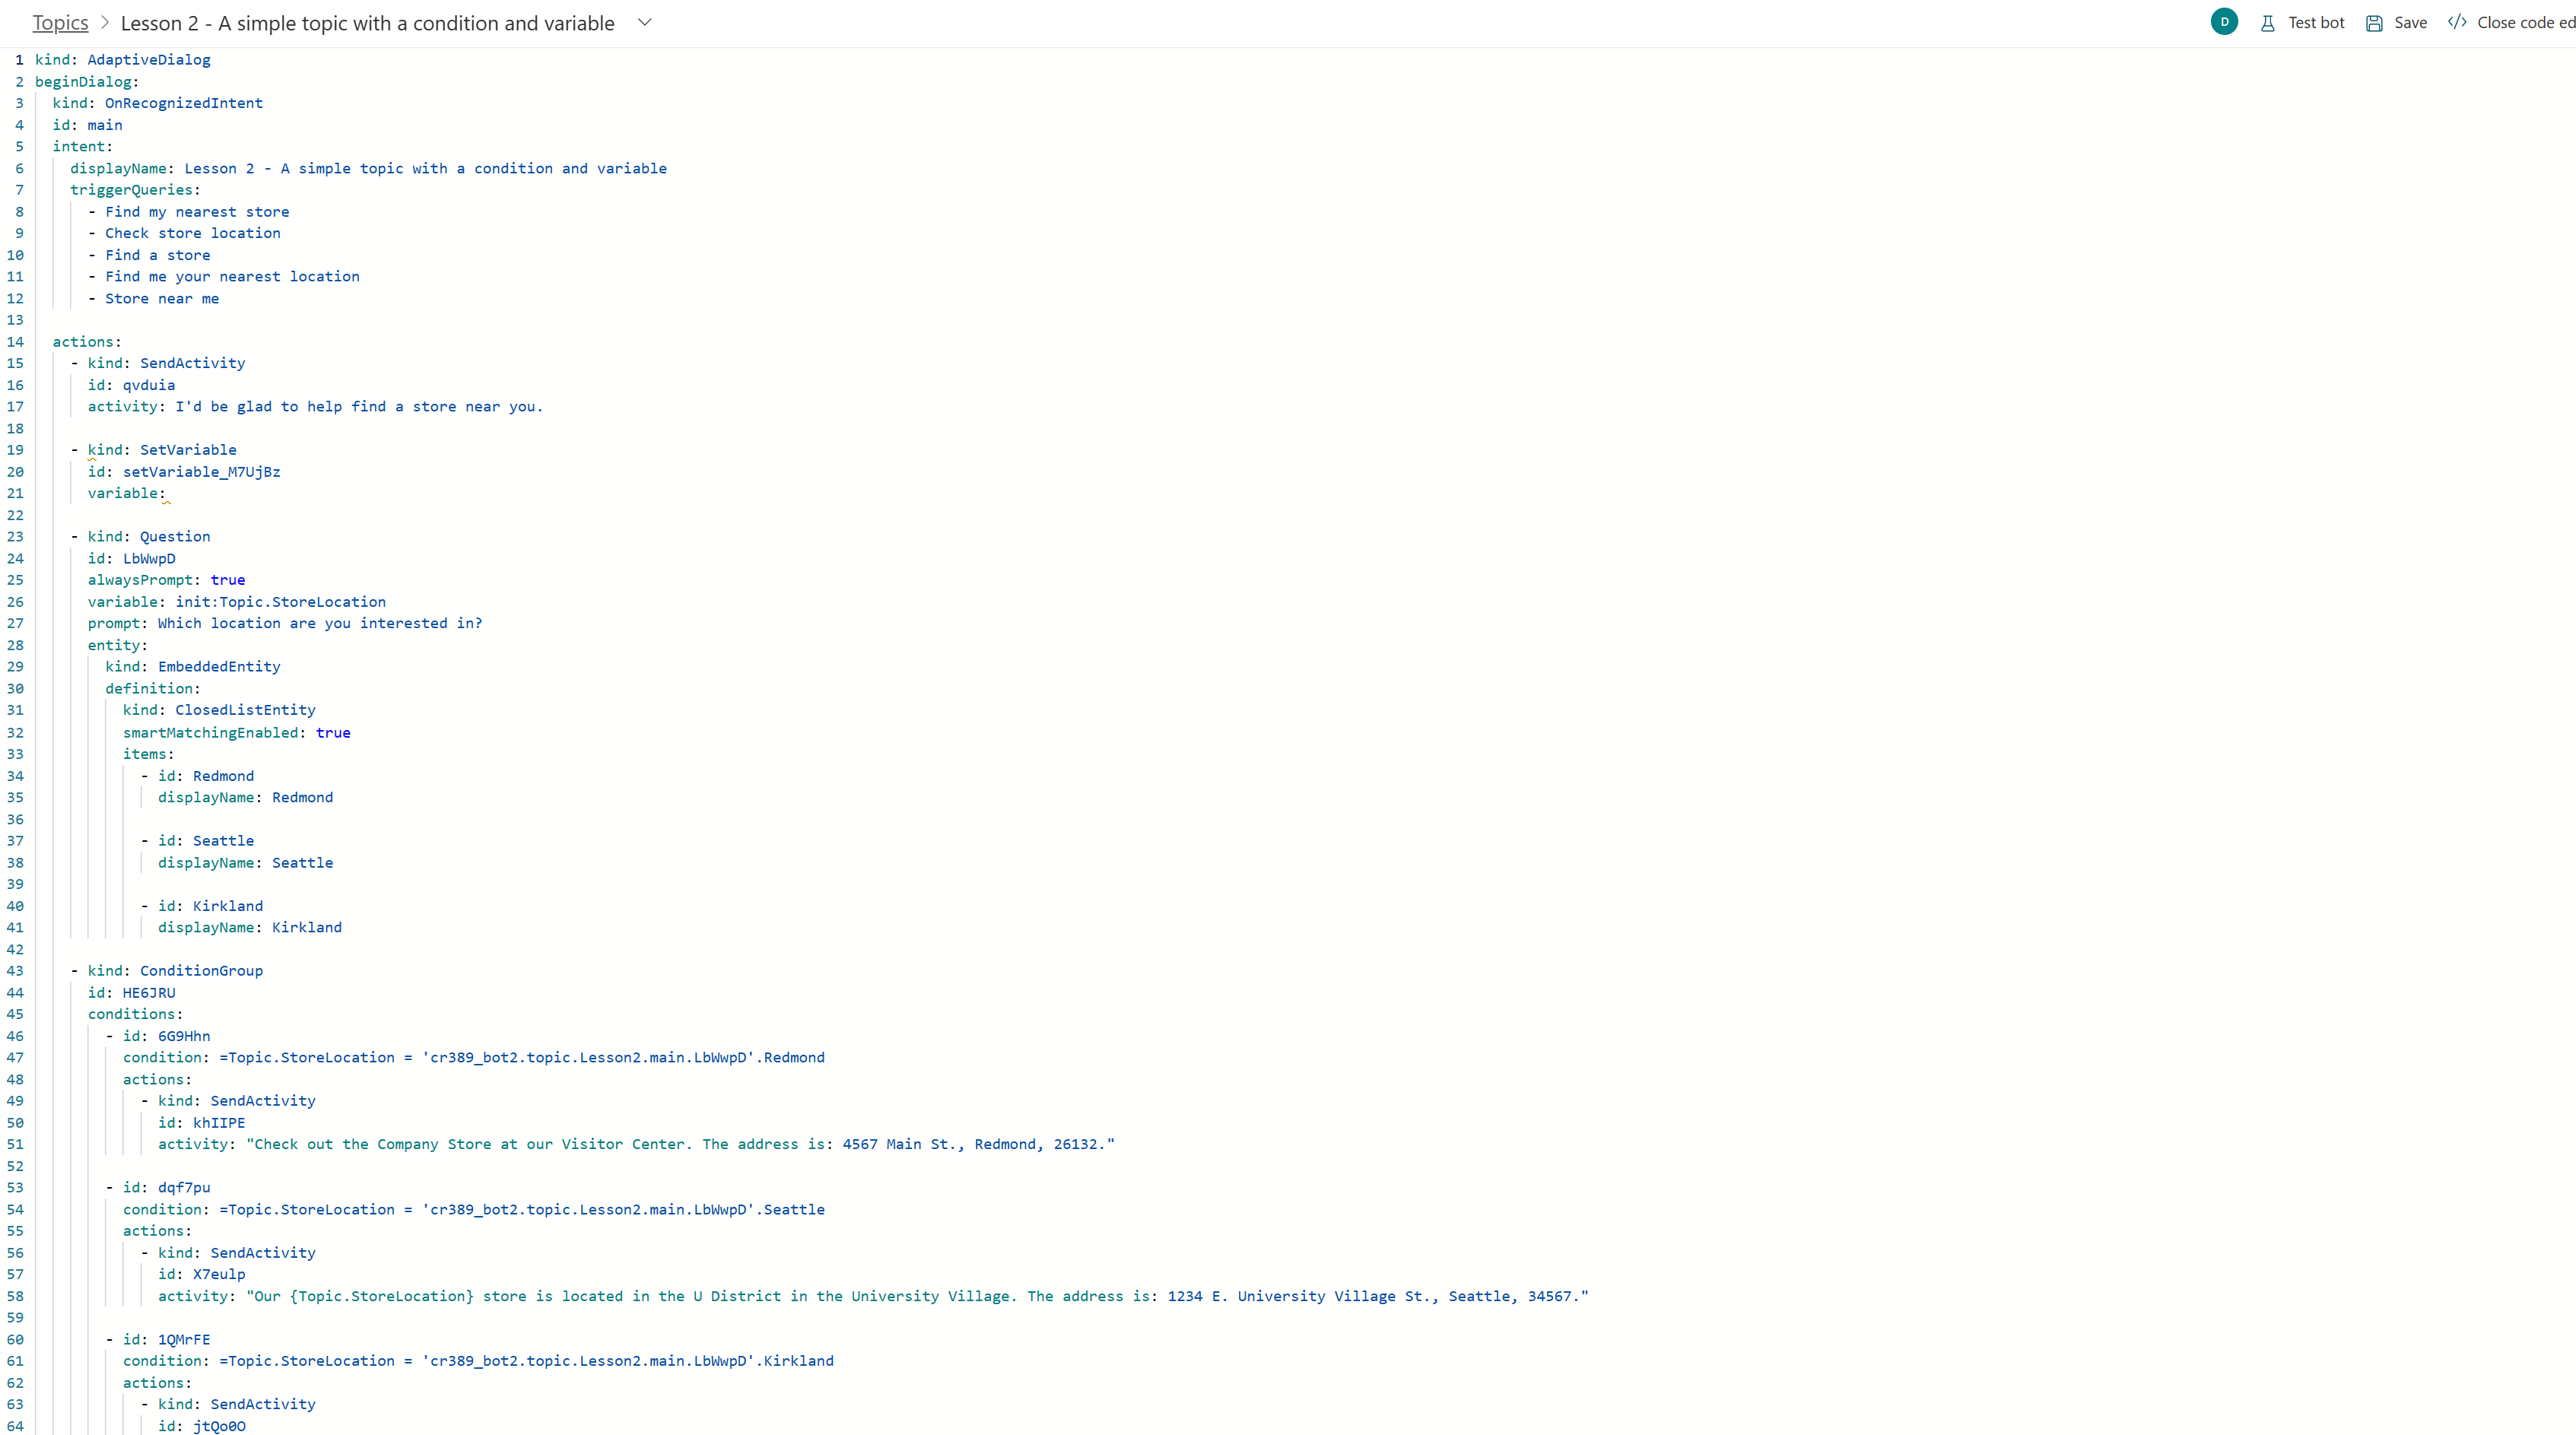 Topics > Lesson 2 - A simple topic with a condition and variable
D Test bot Save </> Close code ed
1 kind: AdaptiveDialog
2 beginDialog:
3 kind: OnRecognizedIntent
4 id: main
5 intent:
6 displayName: Lesson 2 - A simple topic with a condition and variable
7 triggerQueries:
8 - Find my nearest store
9 - Check store location
10 - Find a store
11 - Find me your nearest location
12 - Store near me
13
14 actions:
15 - kind: SendActivity
16 id: qvduia
17 activity: I'd be glad to help find a store near you.
18
19 - kind: SetVariable
20 id: setVariable_M7UjBz
21 variable:
22
23 - kind: Question
24 id: LbWwpD
25 alwaysPrompt: true
26 variable: init:Topic.StoreLocation
27 prompt: Which location are you interested in?
28 entity:
29 kind: EmbeddedEntity
30 definition:
31 kind: ClosedListEntity
32 smartMatchingEnabled: true
33 items:
34 - id: Redmond
35 displayName: Redmond
36
37 - id: Seattle
38 displayName: Seattle
39
40 - id: Kirkland
41 displayName: Kirkland
42
43 - kind: ConditionGroup
44 id: HE6JRU
45 conditions:
46 - id: 6G9Hhn
47 condition: =Topic.StoreLocation = 'cr389_bot2.topic.Lesson2.main.LbWwpD'.Redmond
48 actions:
49 - kind: SendActivity
50 id: khIIPE
51 activity: "Check out the Company Store at our Visitor Center. The address is: 4567 Main St., Redmond, 26132."
52
53 - id: dqf7pu
54 condition: =Topic.StoreLocation = 'cr389_bot2.topic.Lesson2.main.LbWwpD'.Seattle
55 actions:
56 - kind: SendActivity
57 id: X7eulp
58 activity: "Our {Topic.StoreLocation} store is located in the U District in the University Village. The address is: 1234 E. University Village St., Seattle, 34567."
59
60 - id: 1QMrFE
61 condition: =Topic.StoreLocation = 'cr389_bot2.topic.Lesson2.main.LbWwpD'.Kirkland
62 actions:
63 - kind: SendActivity
64 id: jtQo0O